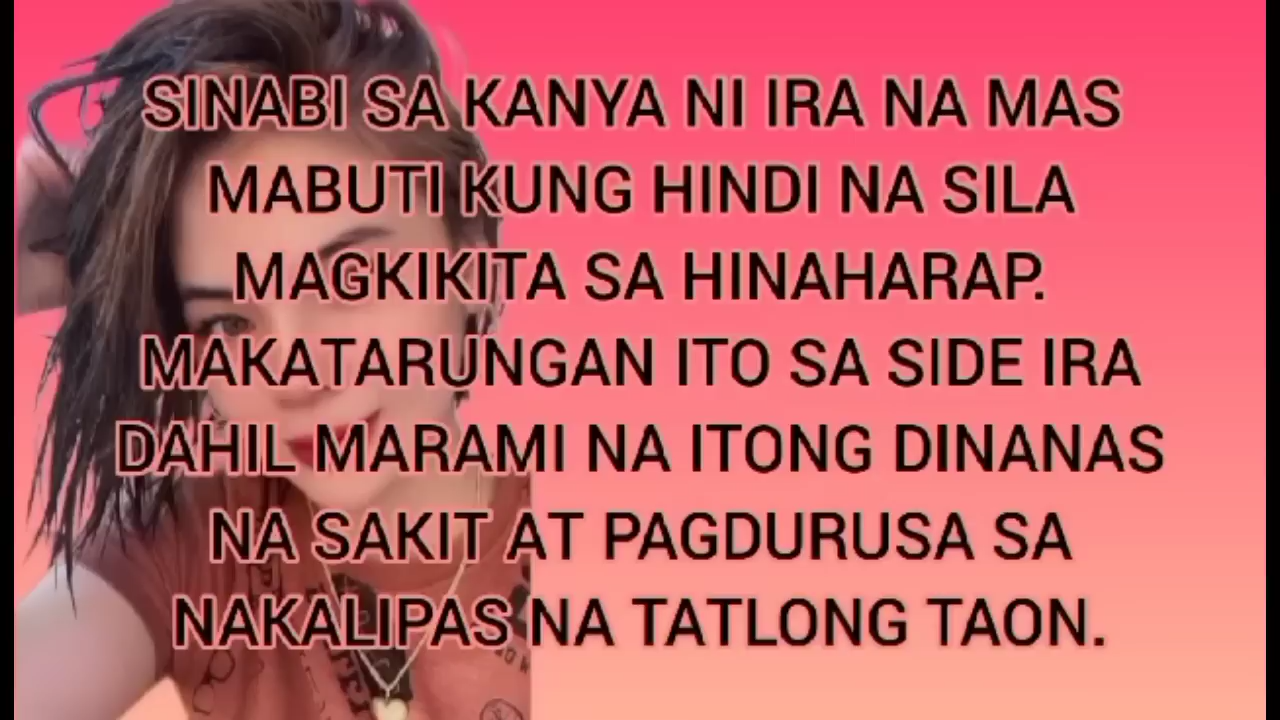 SINABI SA KANYA NI IRA NA MAS
MABUTI KUNG HINDI NA SILA
MAGKIKITA SA HINAHARAP.
MAKATARUNGAN ITO SA SIDE IRA
DAHIL MARAMI NA ITONG DINANAS
NA SAKIT AT PAGDURUSA SA
NAKALIPAS NA TATLONG TAON.